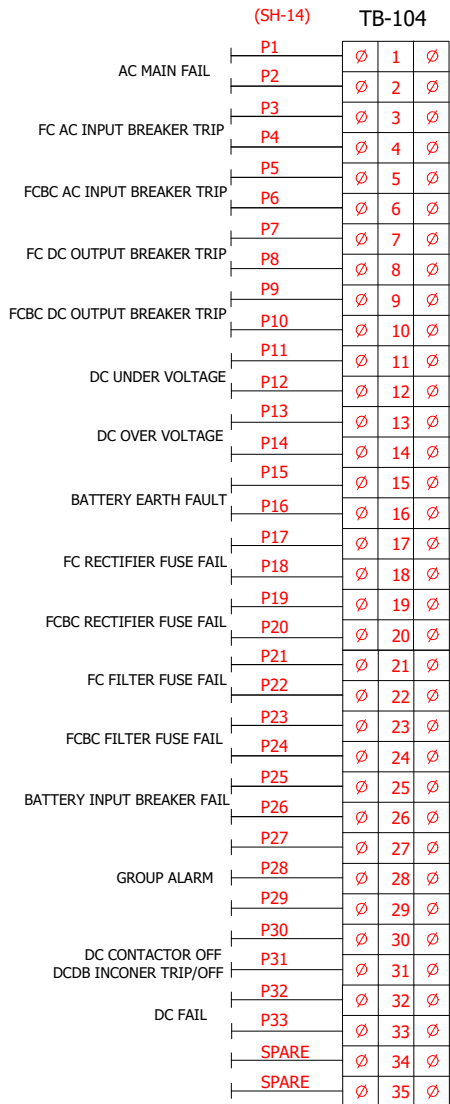 (SH-14) TB-104
P1 Ø 1 Ø
AC MAIN FAIL
P2 Ø 2 Ø
P3 Ø 3 Ø
FC AC INPUT BREAKER TRIP
P4 Ø 4 Ø
P5 Ø 5 Ø
FCBC AC INPUT BREAKER TRIP
P6 Ø 6 Ø
P7 Ø 7 Ø
FC DC OUTPUT BREAKER TRIP
P8 Ø 8 Ø
P9 Ø 9 Ø
FCBC DC OUTPUT BREAKER TRIP
P10 Ø 10 Ø
P11 Ø 11 Ø
DC UNDER VOLTAGE
P12 Ø 12 Ø
P13 Ø 13 Ø
DC OVER VOLTAGE
P14 Ø 14 Ø
P15 Ø 15 Ø
BATTERY EARTH FAULT
P16 Ø 16 Ø
P17 Ø 17 Ø
FC RECTIFIER FUSE FAIL
P18 Ø 18 Ø
P19 Ø 19 Ø
FCBC RECTIFIER FUSE FAIL
P20 Ø 20 Ø
P21 Ø 21 Ø
FC FILTER FUSE FAIL
P22 Ø 22 Ø
P23 Ø 23 Ø
FCBC FILTER FUSE FAIL
P24 Ø 24 Ø
P25 Ø 25 Ø
BATTERY INPUT BREAKER FAIL
P26 Ø 26 Ø
P27 Ø 27 Ø
GROUP ALARM P28 Ø 28 Ø
P29 Ø 29 Ø
P30 Ø 30 Ø
DC CONTACTOR OFF
DCDB INCONER TRIP/OFF P31 Ø 31 Ø
P32 Ø 32 Ø
DC FAIL
P33 Ø 33 Ø
SPARE Ø 34 Ø
SPARE Ø 35 Ø